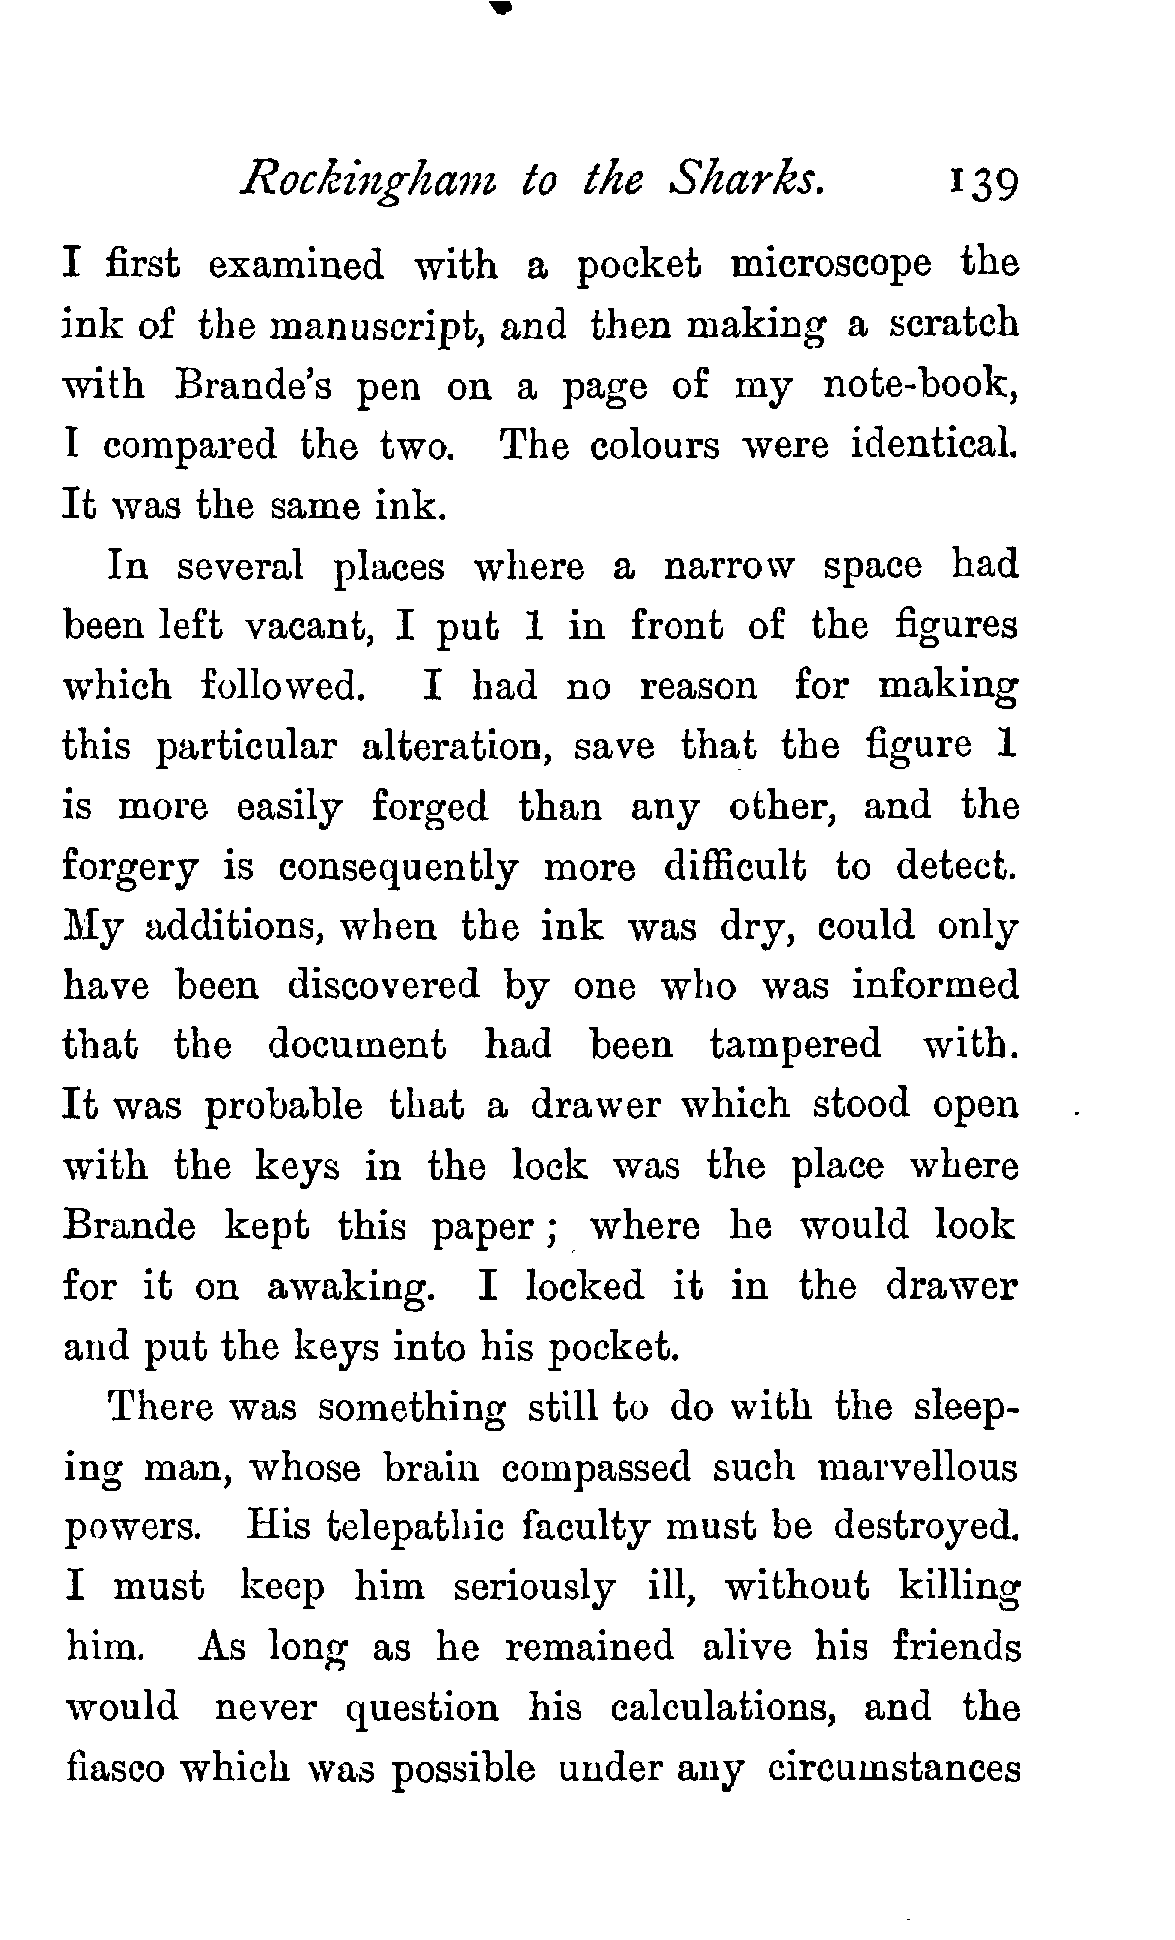 Rockingham to the Sharks. 139
I first examined with a pocket microscope the
ink of the manuscript, and then making a scratch
with Brande's pen on a page of my note-book,
I compared the two. The colours were identical.
It was the same ink.
In several places where a narrow space had
been left vacant, I put 1 in front of the figures
which followed. I had no reason for making
this particular alteration, save that the figure 1
is more easily forged than any other, and the
forgery is consequently more difficult to detect.
My additions, when the ink was dry, could only
have been discovered by one who was informed
that the document had been tampered with.
It was probable that a drawer which stood open
with the keys in the lock was the place where
Brande kept this paper ; where he would look
for it on awaking. I locked it in the drawer
and put the keys into his pocket.
There was something still to do with the sleep-
ing man, whose brain compassed such marvellous
powers. His telepathic faculty must be destroyed.
I must keep him seriously ill, without killing
him. As long as he remained alive his friends
would never question his calculations, and the
fiasco which was possible under any circumstances